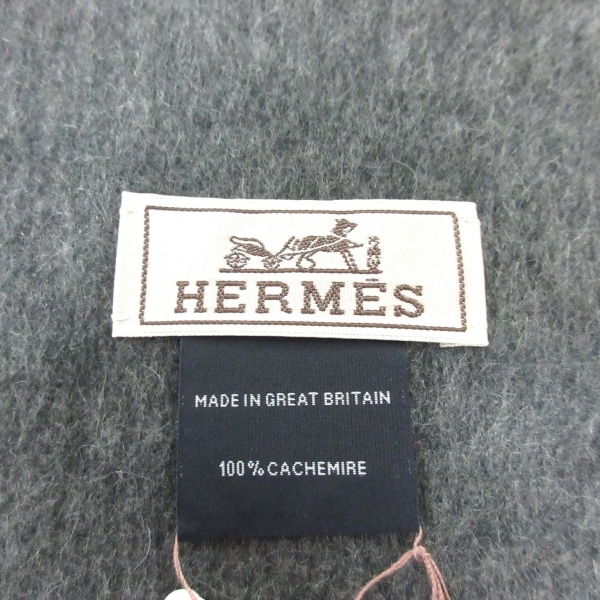 HERMÈS
MADE IN GREAT BRITAIN
100% CACHEMIRE